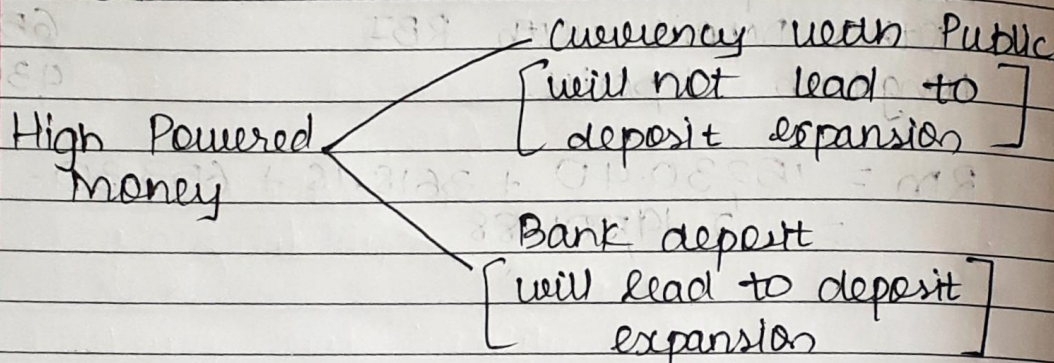 Currency with Public
[will not lead to
deposit expansion]
High Powered
Money
Bank deposit
[will lead to deposit
expansion]